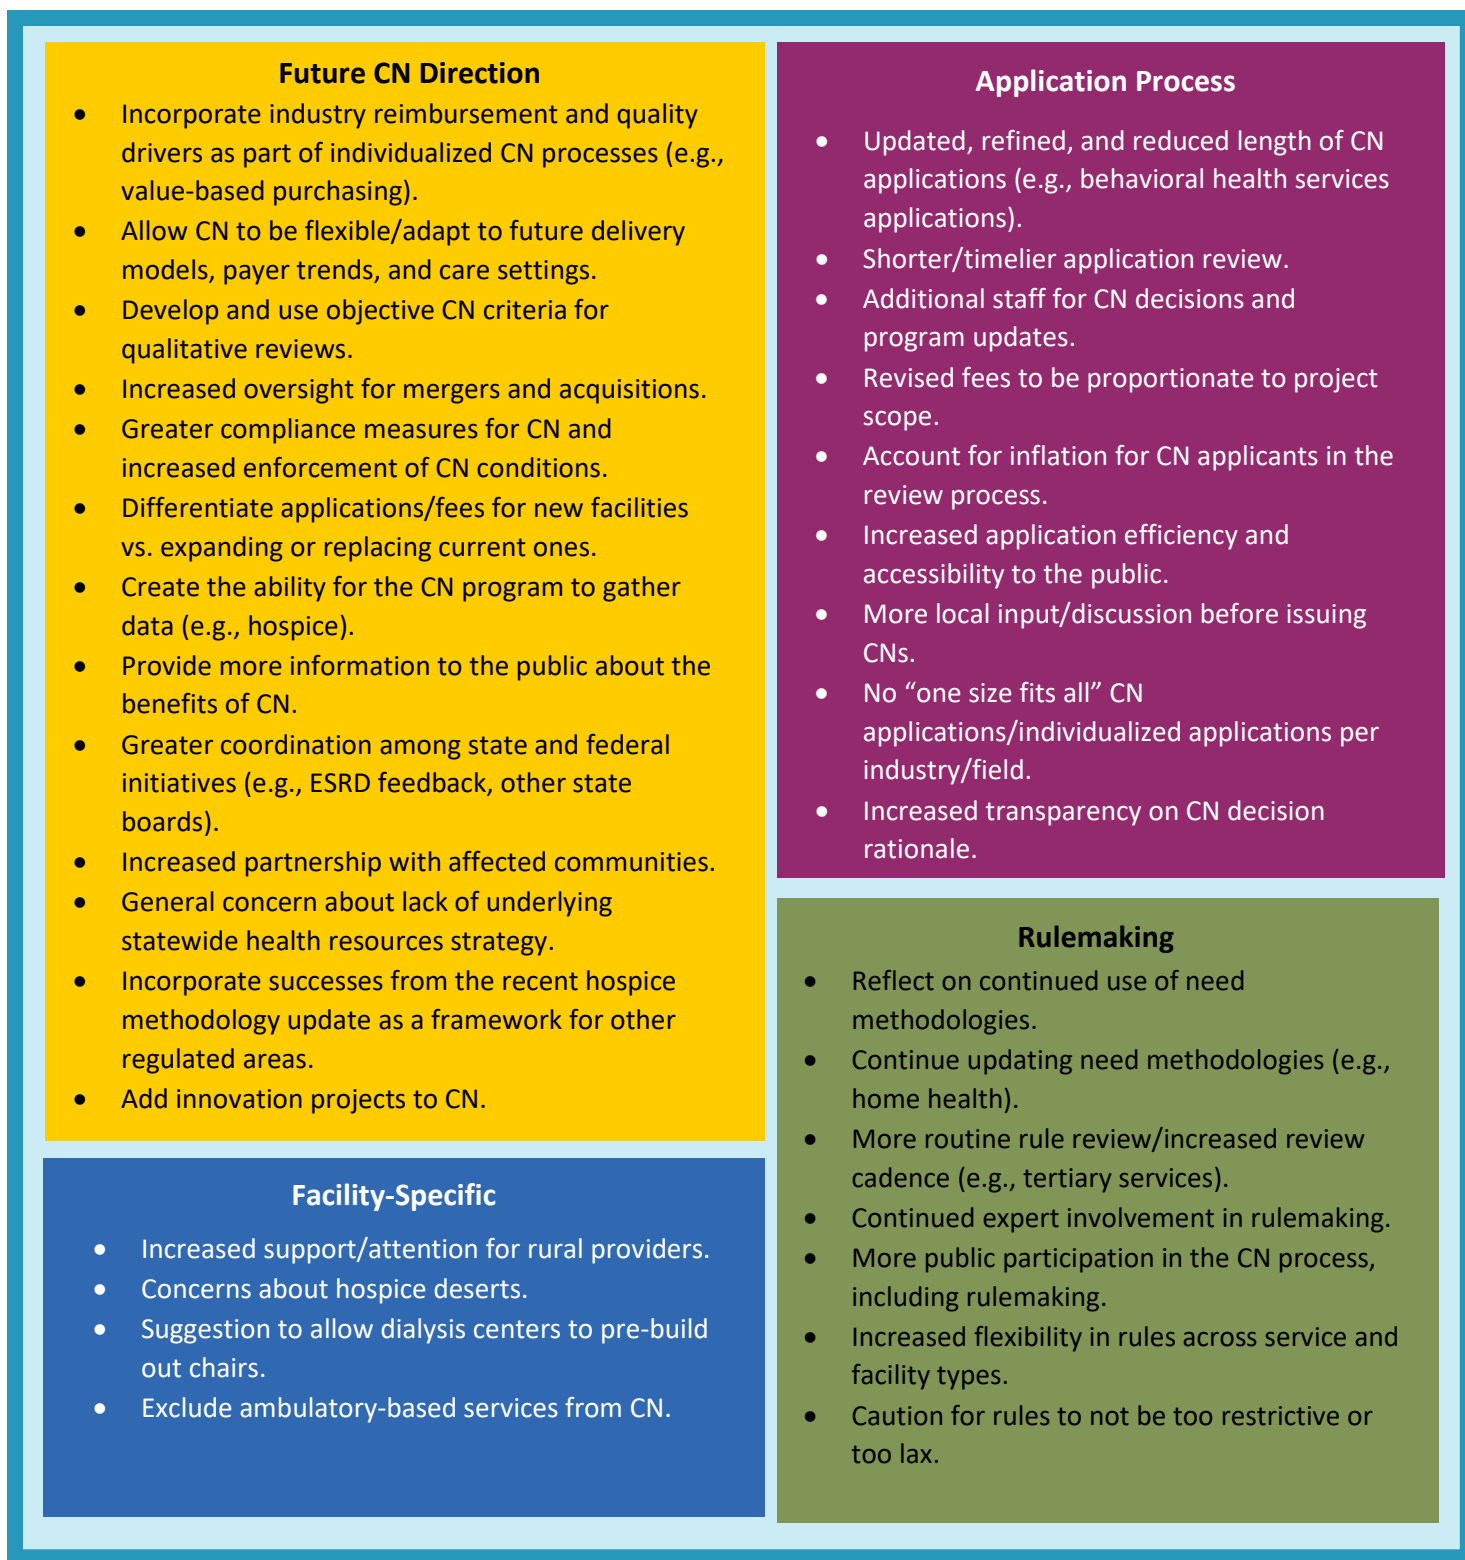 Future CN Direction
• Incorporate industry reimbursement and quality
drivers as part of individualized CN processes (e.g.,
value-based purchasing).
• Allow CN to be flexible/adapt to future delivery
models, payer trends, and care settings.
• Develop and use objective CN criteria for
qualitative reviews.
• Increased oversight for mergers and acquisitions.
• Greater compliance measures for CN and
increased enforcement of CN conditions.
• Differentiate applications/fees for new facilities
vs. expanding or replacing current ones.
• Create the ability for the CN program to gather
data (e.g., hospice).
• Provide more information to the public about the
benefits of CN.
• Greater coordination among state and federal
initiatives (e.g., ESRD feedback, other state
boards).
• Increased partnership with affected communities.
• General concern about lack of underlying
statewide health resources strategy.
• Incorporate successes from the recent hospice
methodology update as a framework for other
regulated areas.
• Add innovation projects to CN.
Application Process
• Updated, refined, and reduced length of CN
applications (e.g., behavioral health services
applications).
• Shorter/timelier application review.
• Additional staff for CN decisions and
program updates.
• Revised fees to be proportionate to project
scope.
• Account for inflation for CN applicants in the
review process.
• Increased application efficiency and
accessibility to the public.
• More local input/discussion before issuing
CNs.
• No “one size fits all” CN
applications/individualized applications per
industry/field.
• Increased transparency on CN decision
rationale.
Facility-Specific
• Increased support/attention for rural providers.
• Concerns about hospice deserts.
• Suggestion to allow dialysis centers to pre-build
out chairs.
• Exclude ambulatory-based services from CN.
Rulemaking
• Reflect on continued use of need
methodologies.
• Continue updating need methodologies (e.g.,
home health).
• More routine rule review/increased review
cadence (e.g., tertiary services).
• Continued expert involvement in rulemaking.
• More public participation in the CN process,
including rulemaking.
• Increased flexibility in rules across service and
facility types.
• Caution for rules to not be too restrictive or
too lax.